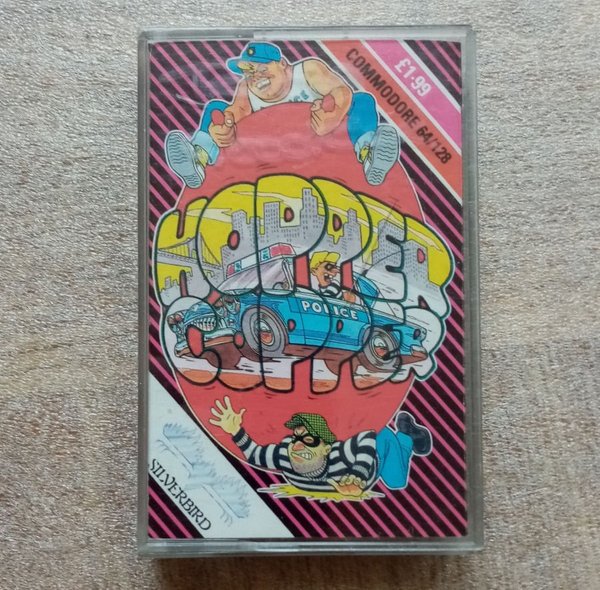 £1·99
COMMODORE 64/128
HOPPER
COPPER
POLICE
SILVERBIRD